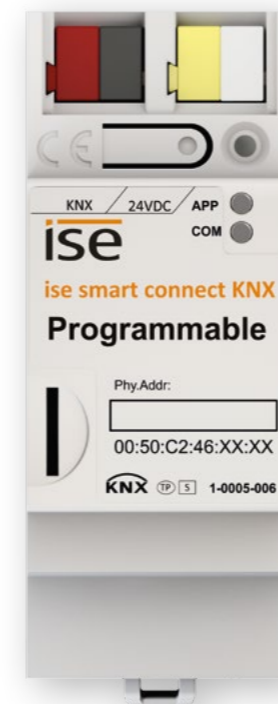 CE
KNX / 24VDC / APP
ise COM
ise smart connect KNX
Programmable
Phy.Addr:
00:50:C2:46:XX:XX
KNX TP S 1-0005-006